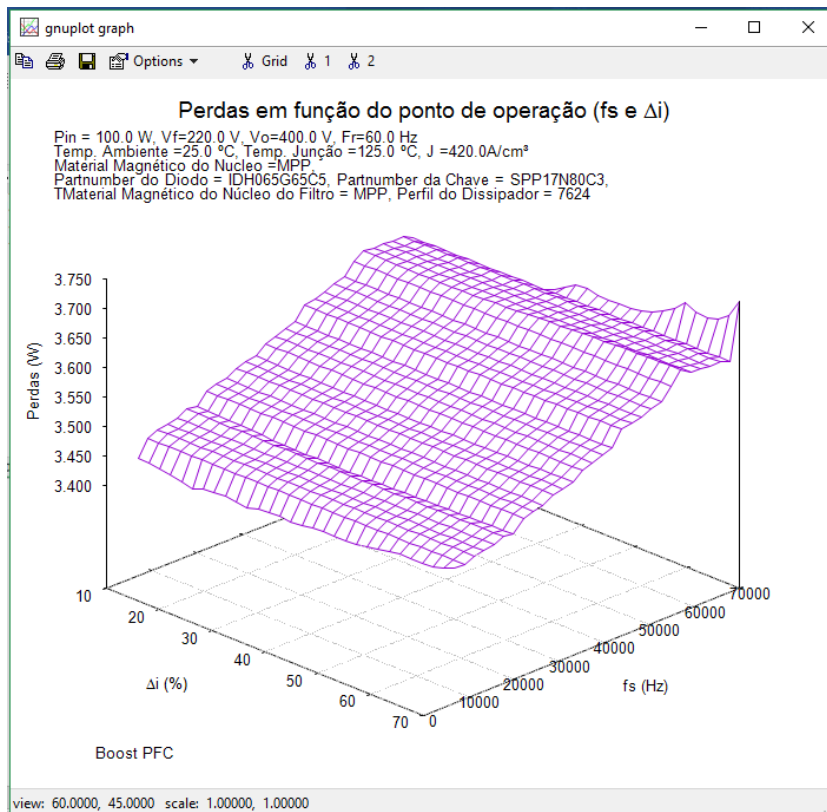 gnuplot graph
Options Grid 1 2
Perdas em função do ponto de operação (fs e Δi)
Pin = 100.0 W, Vf=220.0 V, Vo=400.0 V, Fr=60.0 Hz
Temp. Ambiente =25.0 ºC, Temp. Junção =125.0 ºC, J =420.0A/cm³
Material Magnético do Nucleo =MPP,
Partnumber do Diodo = IDH065G65C5, Partnumber da Chave = SPP17N80C3,
TMaterial Magnético do Núcleo do Filtro = MPP, Perfil do Dissipador = 7624
3.750
3.700
3.650
3.600
3.550
3.500
3.450
3.400
Perdas (W)
10
20
30
40
50
60
70
Δi (%)
0
10000
20000
30000
40000
50000
60000
70000
fs (Hz)
Boost PFC
view: 60.0000, 45.0000 scale: 1.00000, 1.00000